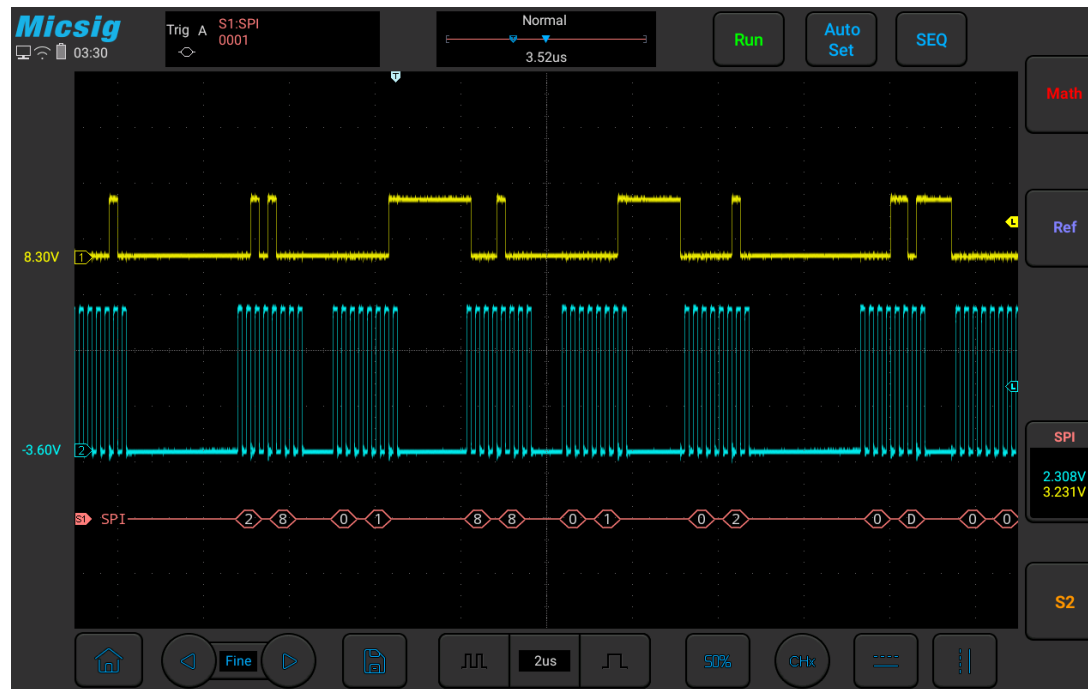 Micsig
03:30
Trig A S1:SPI
0001
Normal
3.52us
Run
Auto
Set
SEQ
T
Math
L
Ref
8.30V 1
L
-3.60V 2
SPI
2.308V
3.231V
S1 SPI 2 8 0 1 8 8 0 1 0 2 0 D 0 0
S2
Fine
2us
50%
CHx